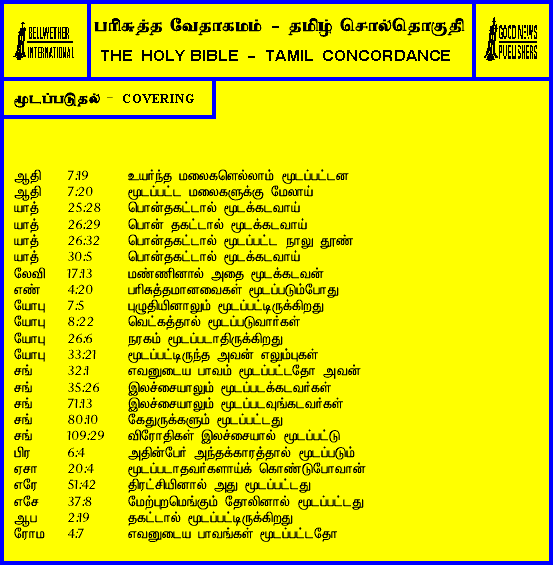 BELLWETHER
INTERNATIONAL
பரிசுத்த வேதாகமம் - தமிழ் சொல்தொகுதி
THE HOLY BIBLE - TAMIL CONCORDANCE
GOOD NEWS
PUBLISHERS
மூடப்படுதல் - COVERING
ஆதி 7:19 உயர்ந்த மலைகளெல்லாம் மூடப்பட்டன
ஆதி 7:20 மூடப்பட்ட மலைகளுக்கு மேலாய்
யாத் 25:28 பொன்தகட்டால் மூடக்கடவாய்
யாத் 26:29 பொன் தகட்டால் மூடக்கடவாய்
யாத் 26:32 பொன்தகட்டால் மூடப்பட்ட நாலு தூண்
யாத் 30:5 பொன்தகட்டால் மூடக்கடவாய்
லேவி 17:13 மண்ணினால் அதை மூடக்கடவன்
எண் 4:20 பரிசுத்தமானவைகள் மூடப்படும்போது
யோபு 7:5 புழுதியினாலும் மூடப்பட்டிருக்கிறது
யோபு 8:22 வெட்கத்தால் மூடப்படுவார்கள்
யோபு 26:6 நரகம் மூடப்படாதிருக்கிறது
யோபு 33:21 மூடப்பட்டிருந்த அவன் எலும்புகள்
சங் 32:1 எவனுடைய பாவம் மூடப்பட்டதோ அவன்
சங் 35:26 இலச்சையாலும் மூடப்படக்கடவர்கள்
சங் 71:13 இலச்சையாலும் மூடப்படவுங்கடவர்கள்
சங் 80:10 கேதுருக்களும் மூடப்பட்டது
சங் 109:29 விரோதிகள் இலச்சையால் மூடப்பட்டு
பிர 6:4 அதின்பேர் அந்தக்காரத்தால் மூடப்படும்
ஏசா 20:4 மூடப்படாதவர்களாய்க் கொண்டுபோவான்
எரே 51:42 திரட்சியினால் அது மூடப்பட்டது
எசே 37:8 மேற்புறமெங்கும் தோலினால் மூடப்பட்டது
ஆப 2:19 தகட்டால் மூடப்பட்டிருக்கிறது
ரோம 4:7 எவனுடைய பாவங்கள் மூடப்பட்டதோ